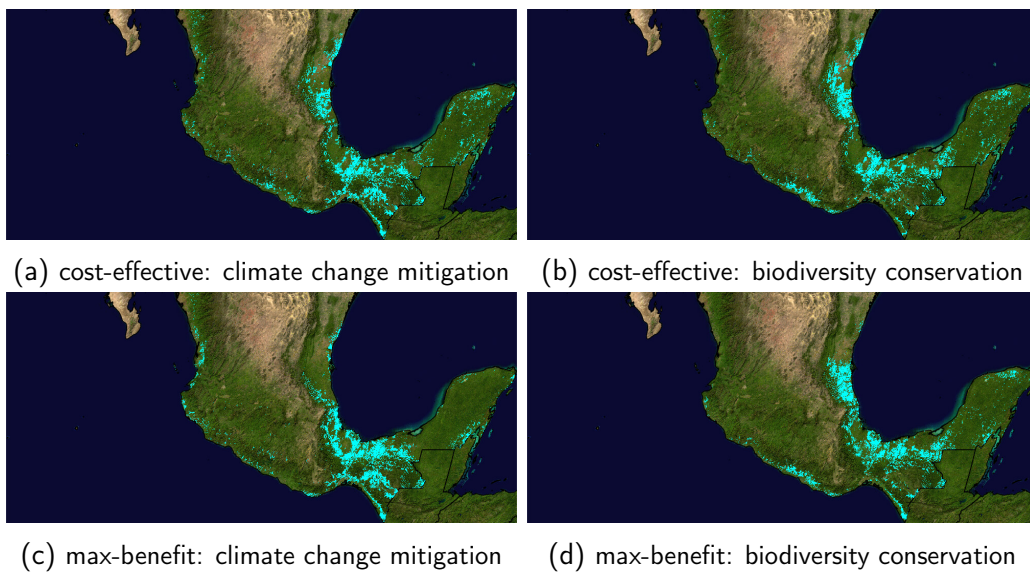 (a) cost-effective: climate change mitigation
(b) cost-effective: biodiversity conservation
(c) max-benefit: climate change mitigation
(d) max-benefit: biodiversity conservation